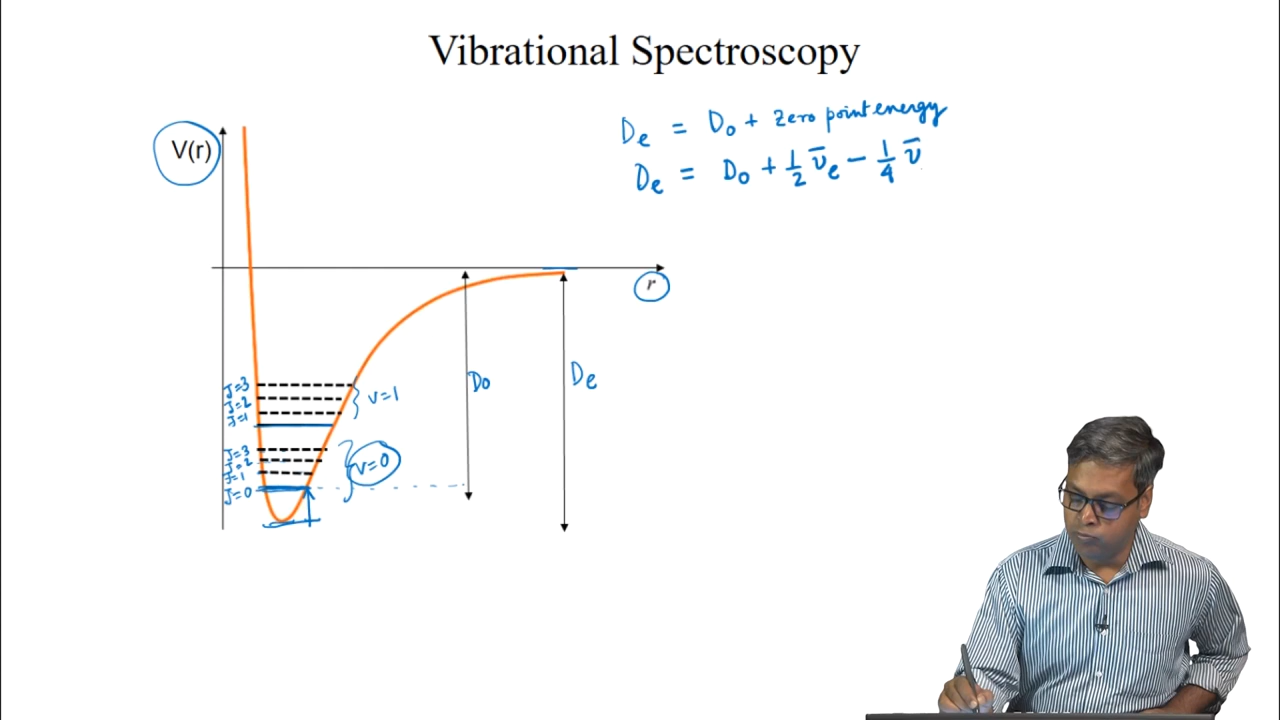 Vibrational Spectroscopy
De = D₀ + Zero point energy
De = D₀ + 1/2 ν̄e − 1/4 ν̄
V(r)
r
J=3
J=2
J=1
v=1
J=3
J=2
J=1
J=0
v=0
D₀
De